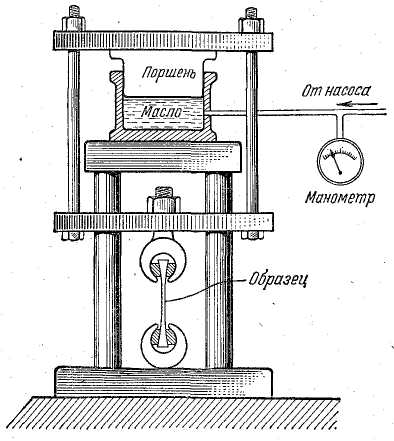 Поршень
Масло
От насоса
Манометр
Образец